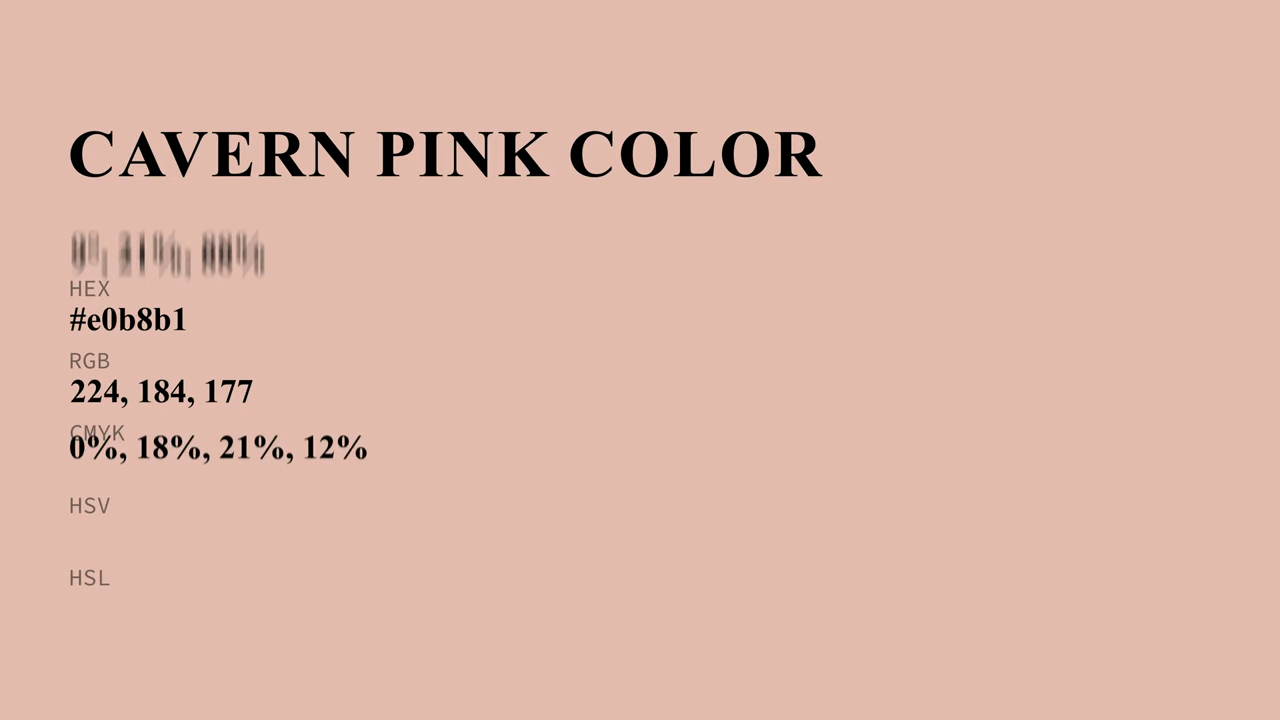 CAVERN PINK COLOR
HEX
#e0b8b1
RGB
224, 184, 177
CMYK
0%, 18%, 21%, 12%
HSV
HSL